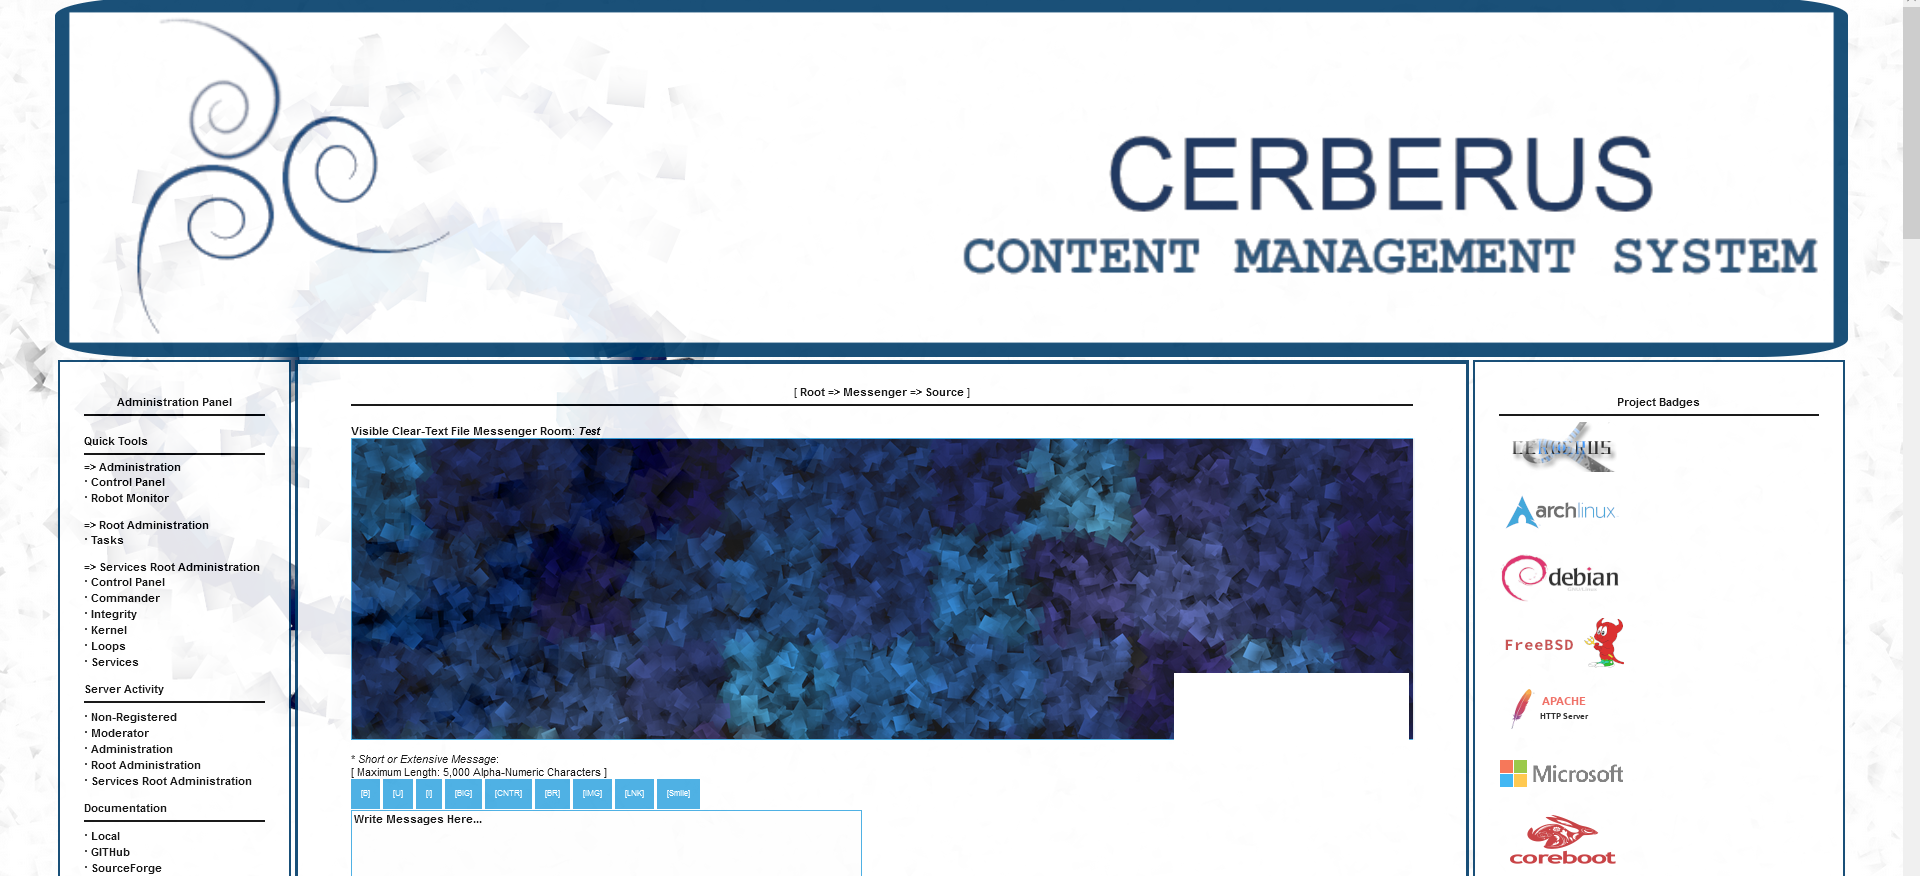 CERBERUS
CONTENT MANAGEMENT SYSTEM
Administration Panel
Quick Tools
=> Administration
· Control Panel
· Robot Monitor
=> Root Administration
· Tasks
=> Services Root Administration
· Control Panel
· Commander
· Integrity
· Kernel
· Loops
· Services
Server Activity
· Non-Registered
· Moderator
· Administration
· Root Administration
· Services Root Administration
Documentation
· Local
· GITHub
· SourceForge
[ Root => Messenger => Source ]
Visible Clear-Text File Messenger Room: Test
* Short or Extensive Message:
[ Maximum Length: 5,000 Alpha-Numeric Characters ]
[B] [U] [I] [BIG] [CNTR] [BR] [IMG] [LNK] [Smile]
Write Messages Here...
Project Badges
CERBERUS
archlinux
debian
FreeBSD
APACHE
HTTP Server
Microsoft
coreboot